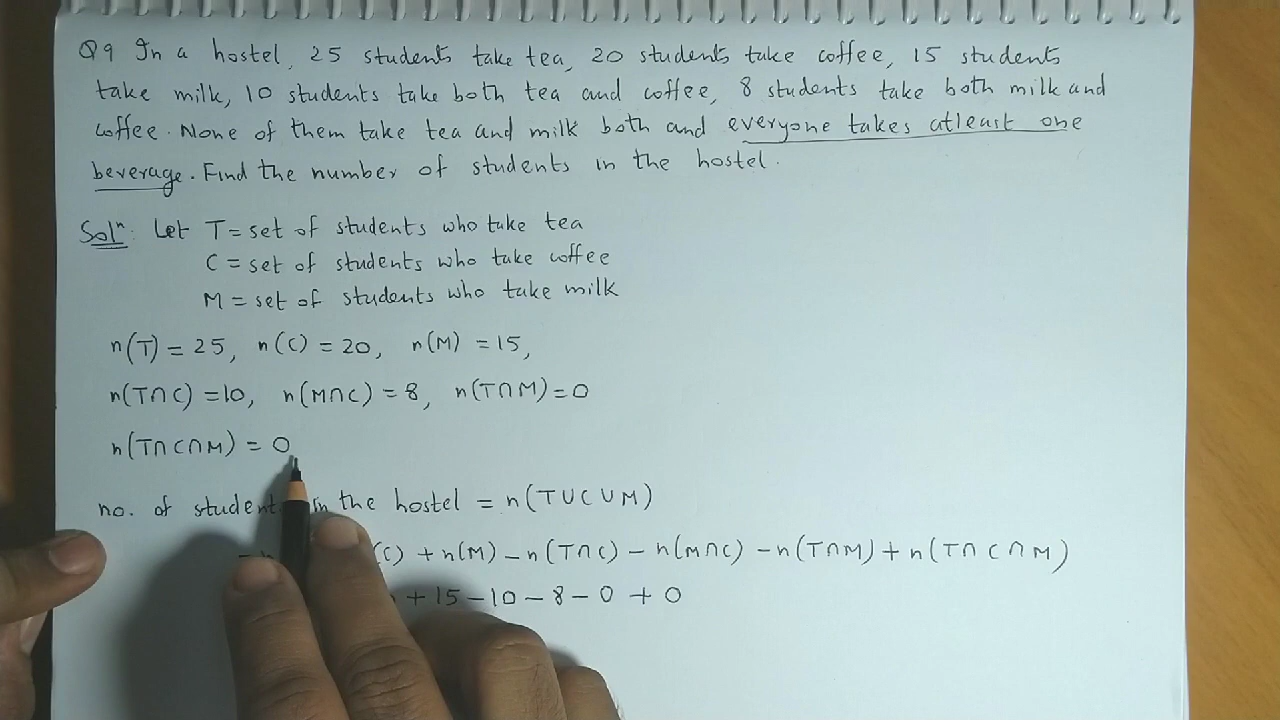 Q9 In a hostel, 25 students take tea, 20 students take coffee, 15 students
take milk, 10 students take both tea and coffee, 8 students take both milk and
coffee. None of them take tea and milk both and everyone takes atleast one
beverage. Find the number of students in the hostel.
Solⁿ: Let T = set of students who take tea
C = set of students who take coffee
M = set of students who take milk
n(T) = 25, n(C) = 20, n(M) = 15,
n(T∩C) = 10, n(M∩C) = 8, n(T∩M) = 0
n(T∩C∩M) = 0
no. of student in the hostel = n(T∪C∪M)
(C) + n(M) - n(T∩C) - n(M∩C) - n(T∩M) + n(T∩C∩M)
+ 15 - 10 - 8 - 0 + 0